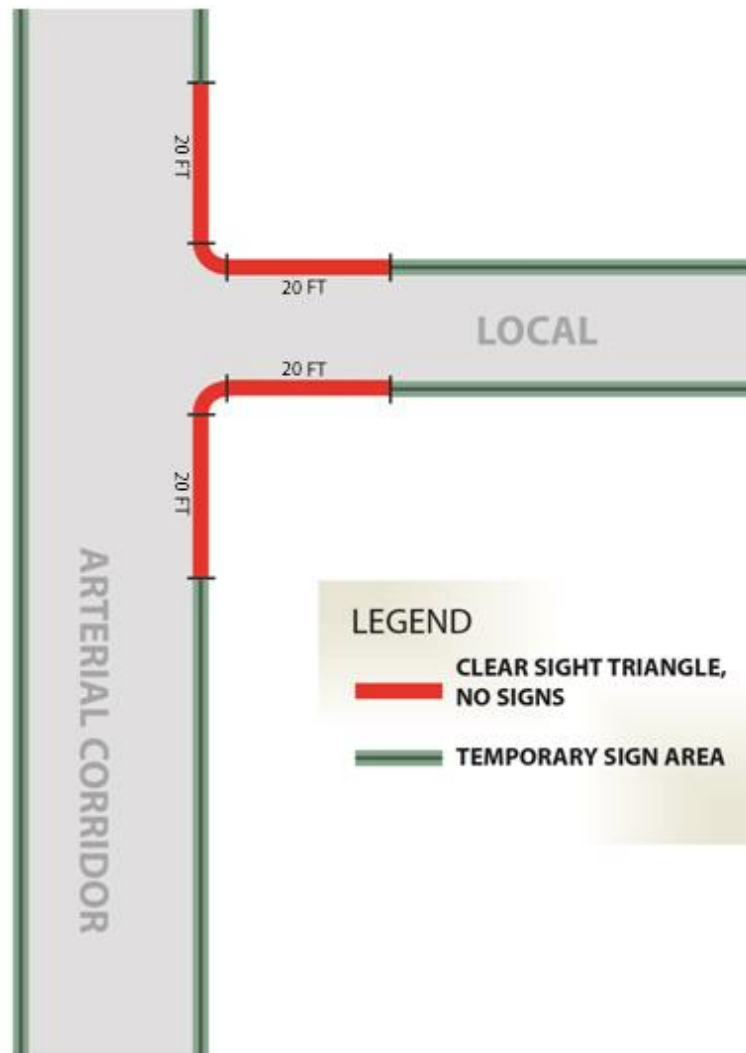 20 FT
20 FT
LOCAL
20 FT
20 FT
ARTERIAL CORRIDOR
LEGEND
CLEAR SIGHT TRIANGLE,
NO SIGNS
TEMPORARY SIGN AREA